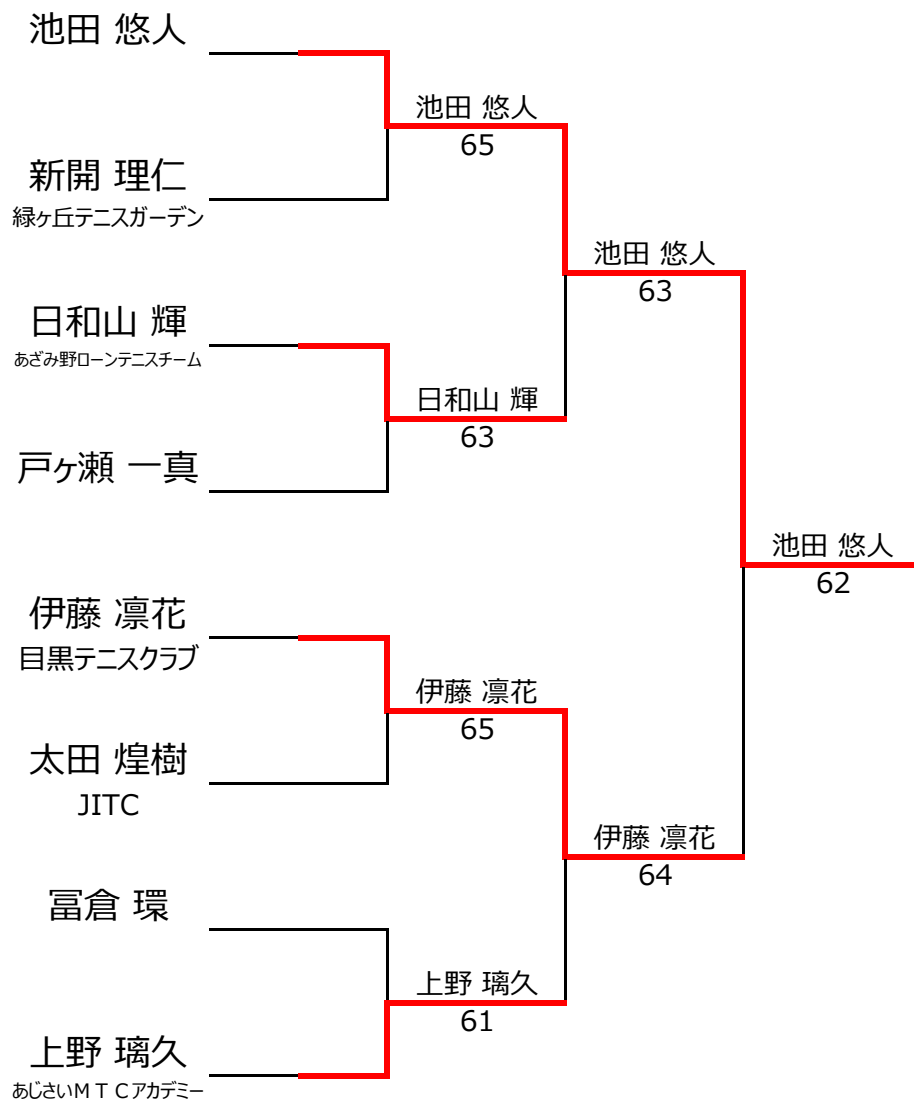 池田 悠人
新開 理仁
緑ヶ丘テニスガーデン
日和山 輝
あざみ野ローンテニスチーム
戸ヶ瀬 一真
伊藤 凛花
目黒テニスクラブ
太田 煌樹
JITC
冨倉 環
上野 璃久
あじさいMTCアカデミー
池田 悠人
65
日和山 輝
63
伊藤 凛花
65
上野 璃久
61
池田 悠人
63
伊藤 凛花
64
池田 悠人
62